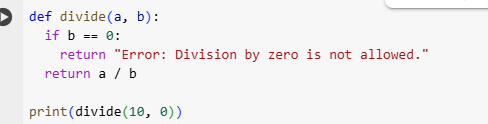 def divide(a, b):
  if b == 0:
    return "Error: Division by zero is not allowed."
  return a / b

print(divide(10, 0))